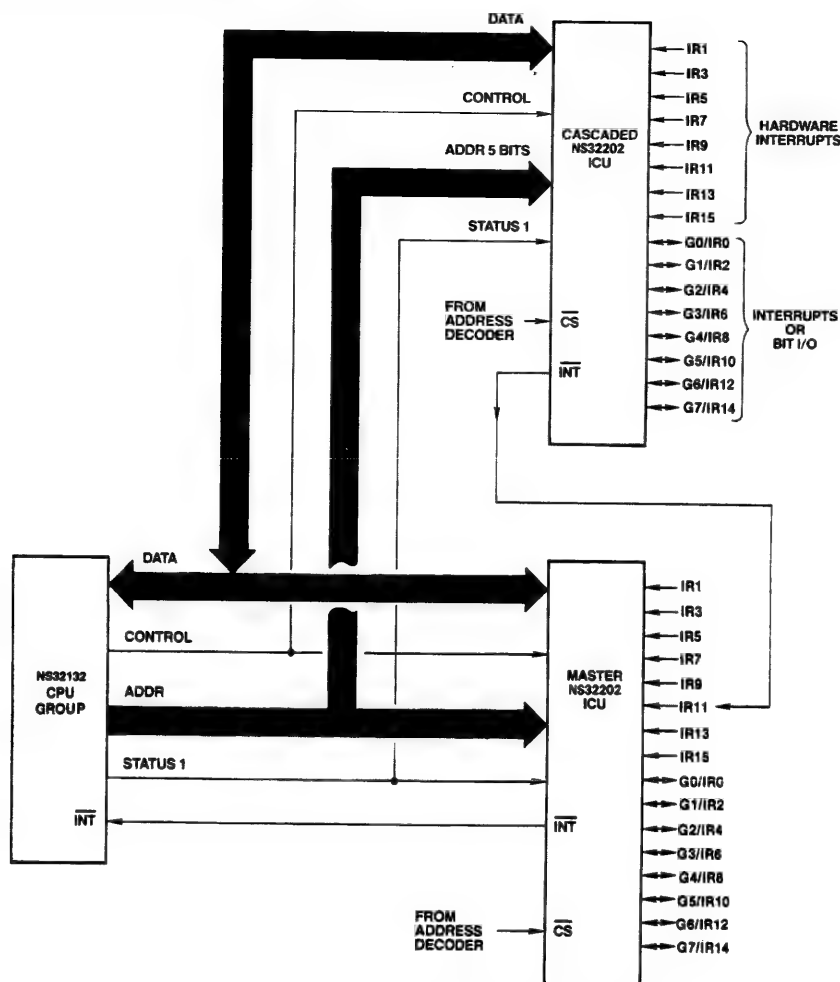 DATA
CONTROL
ADDR 5 BITS
STATUS 1
FROM
ADDRESS
DECODER
CASCADED
NS32202
ICU
CS
INT
IR1
IR3
IR5
IR7
IR9
IR11
IR13
IR15
G0/IR0
G1/IR2
G2/IR4
G3/IR6
G4/IR8
G5/IR10
G6/IR12
G7/IR14
HARDWARE
INTERRUPTS
INTERRUPTS
OR
BIT I/O
NS32132
CPU
GROUP
INT
DATA
CONTROL
ADDR
STATUS 1
MASTER
NS32202
ICU
INT
FROM
ADDRESS
DECODER
CS
IR1
IR3
IR5
IR7
IR9
IR11
IR13
IR15
G0/IR0
G1/IR2
G2/IR4
G3/IR6
G4/IR8
G5/IR10
G6/IR12
G7/IR14